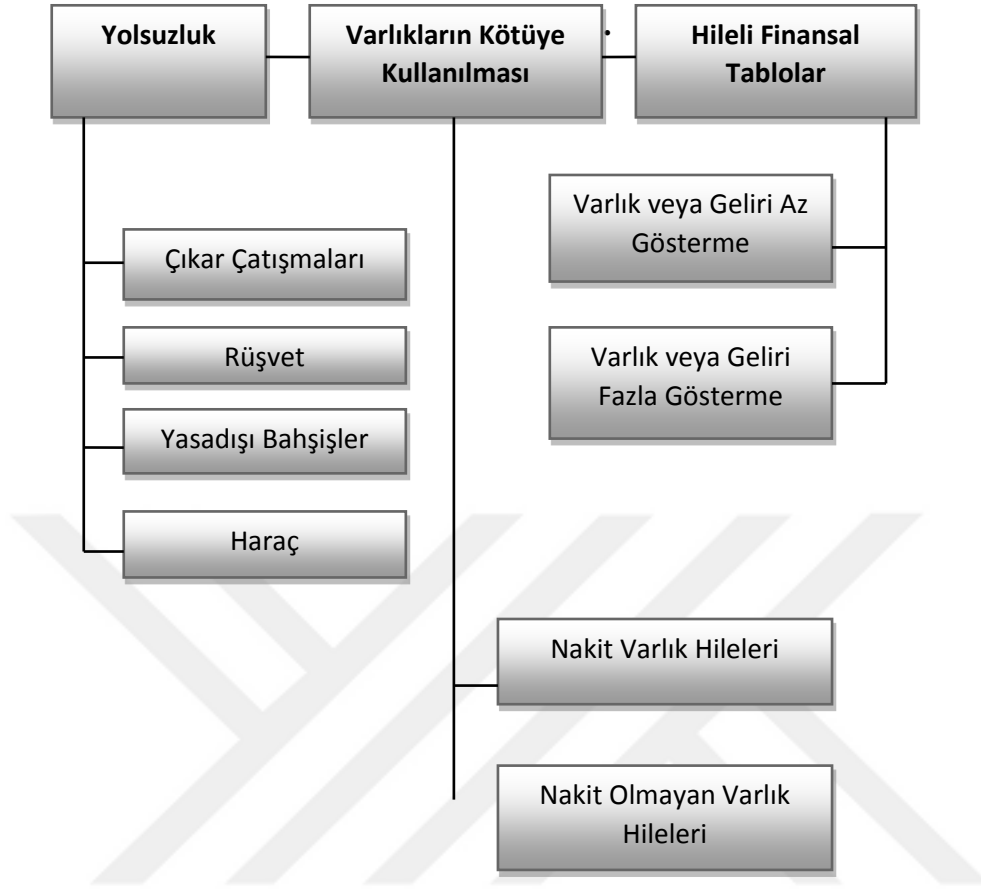 Yolsuzluk
Varlıkların Kötüye
Kullanılması
Hileli Finansal
Tablolar
Çıkar Çatışmaları
Rüşvet
Yasadışı Bahşişler
Haraç
Varlık veya Geliri Az
Gösterme
Varlık veya Geliri
Fazla Gösterme
Nakit Varlık Hileleri
Nakit Olmayan Varlık
Hileleri